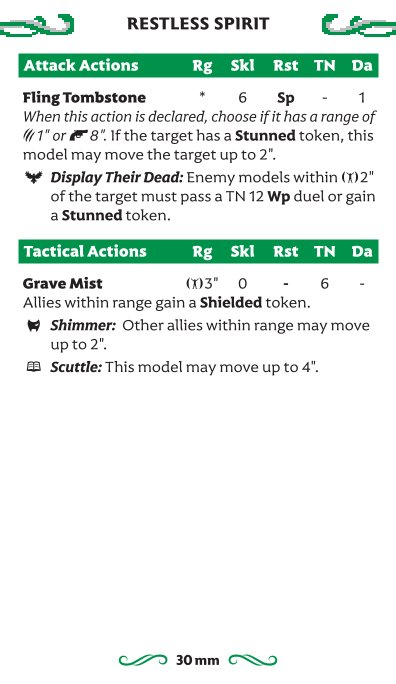 RESTLESS SPIRIT
Attack Actions Rg Skl Rst TN Da
Fling Tombstone * 6 Sp - 1
When this action is declared, choose if it has a range of
1" or 8". If the target has a Stunned token, this
model may move the target up to 2".
Display Their Dead: Enemy models within 2"
of the target must pass a TN 12 Wp duel or gain
a Stunned token.
Tactical Actions Rg Skl Rst TN Da
Grave Mist 3" 0 - 6 -
Allies within range gain a Shielded token.
Shimmer: Other allies within range may move
up to 2".
Scuttle: This model may move up to 4".
30 mm